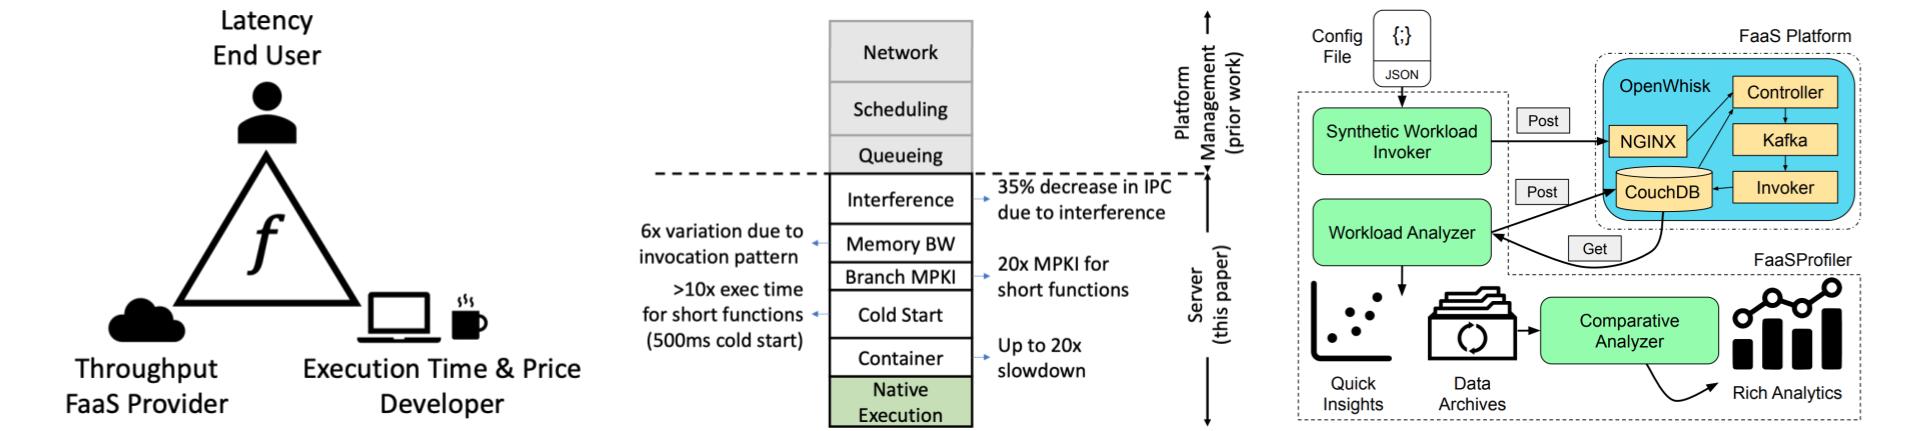 Latency
End User
f
Throughput
FaaS Provider
Execution Time & Price
Developer
Network
Scheduling
Queueing
Interference
Memory BW
Branch MPKI
Cold Start
Container
Native
Execution
35% decrease in IPC
due to interference
6x variation due to
invocation pattern
20x MPKI for
short functions
>10x exec time
for short functions
(500ms cold start)
Up to 20x
slowdown
Platform
Management
(prior work)
Server
(this paper)
Config
File
{;}
JSON
Synthetic Workload
Invoker
Post
FaaS Platform
OpenWhisk
Controller
NGINX
Kafka
CouchDB
Invoker
Post
Workload Analyzer
Get
FaaSProfiler
Quick
Insights
Data
Archives
Comparative
Analyzer
Rich Analytics